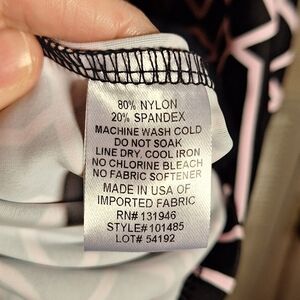 80% NYLON
20% SPANDEX
MACHINE WASH COLD
DO NOT SOAK
LINE DRY, COOL IRON
NO CHLORINE BLEACH
NO FABRIC SOFTENER
MADE IN USA OF
IMPORTED FABRIC
RN# 131946
STYLE# 101485
LOT# 54192